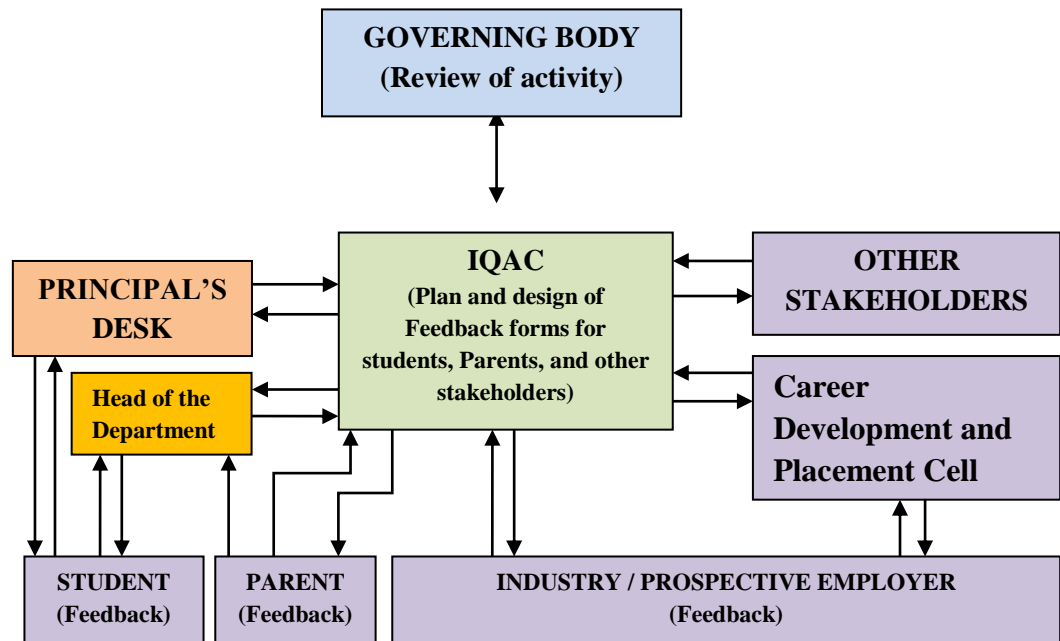 GOVERNING BODY
(Review of activity)
IQAC
(Plan and design of
Feedback forms for
students, Parents, and other
stakeholders)
PRINCIPAL’S
DESK
OTHER
STAKEHOLDERS
Head of the
Department
Career
Development and
Placement Cell
STUDENT
(Feedback)
PARENT
(Feedback)
INDUSTRY / PROSPECTIVE EMPLOYER
(Feedback)